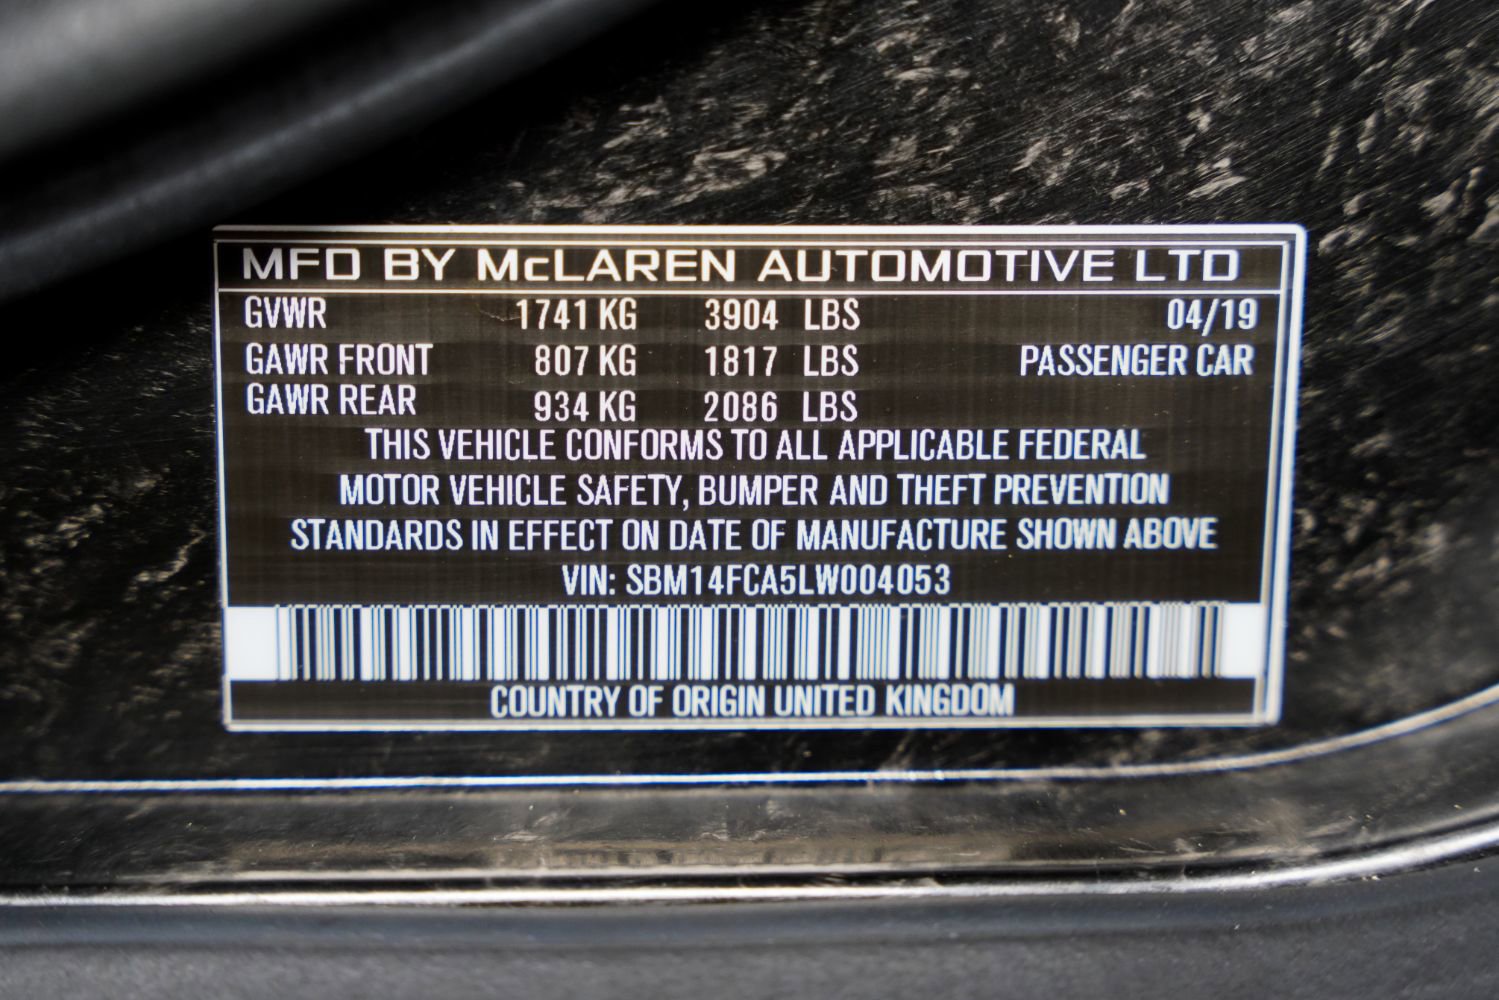 MFD BY McLAREN AUTOMOTIVE LTD
GVWR 1741 KG 3904 LBS 04/19
GAWR FRONT 807 KG 1817 LBS PASSENGER CAR
GAWR REAR 934 KG 2086 LBS
THIS VEHICLE CONFORMS TO ALL APPLICABLE FEDERAL
MOTOR VEHICLE SAFETY, BUMPER AND THEFT PREVENTION
STANDARDS IN EFFECT ON DATE OF MANUFACTURE SHOWN ABOVE
VIN: SBM14FCA5LW004053
COUNTRY OF ORIGIN UNITED KINGDOM